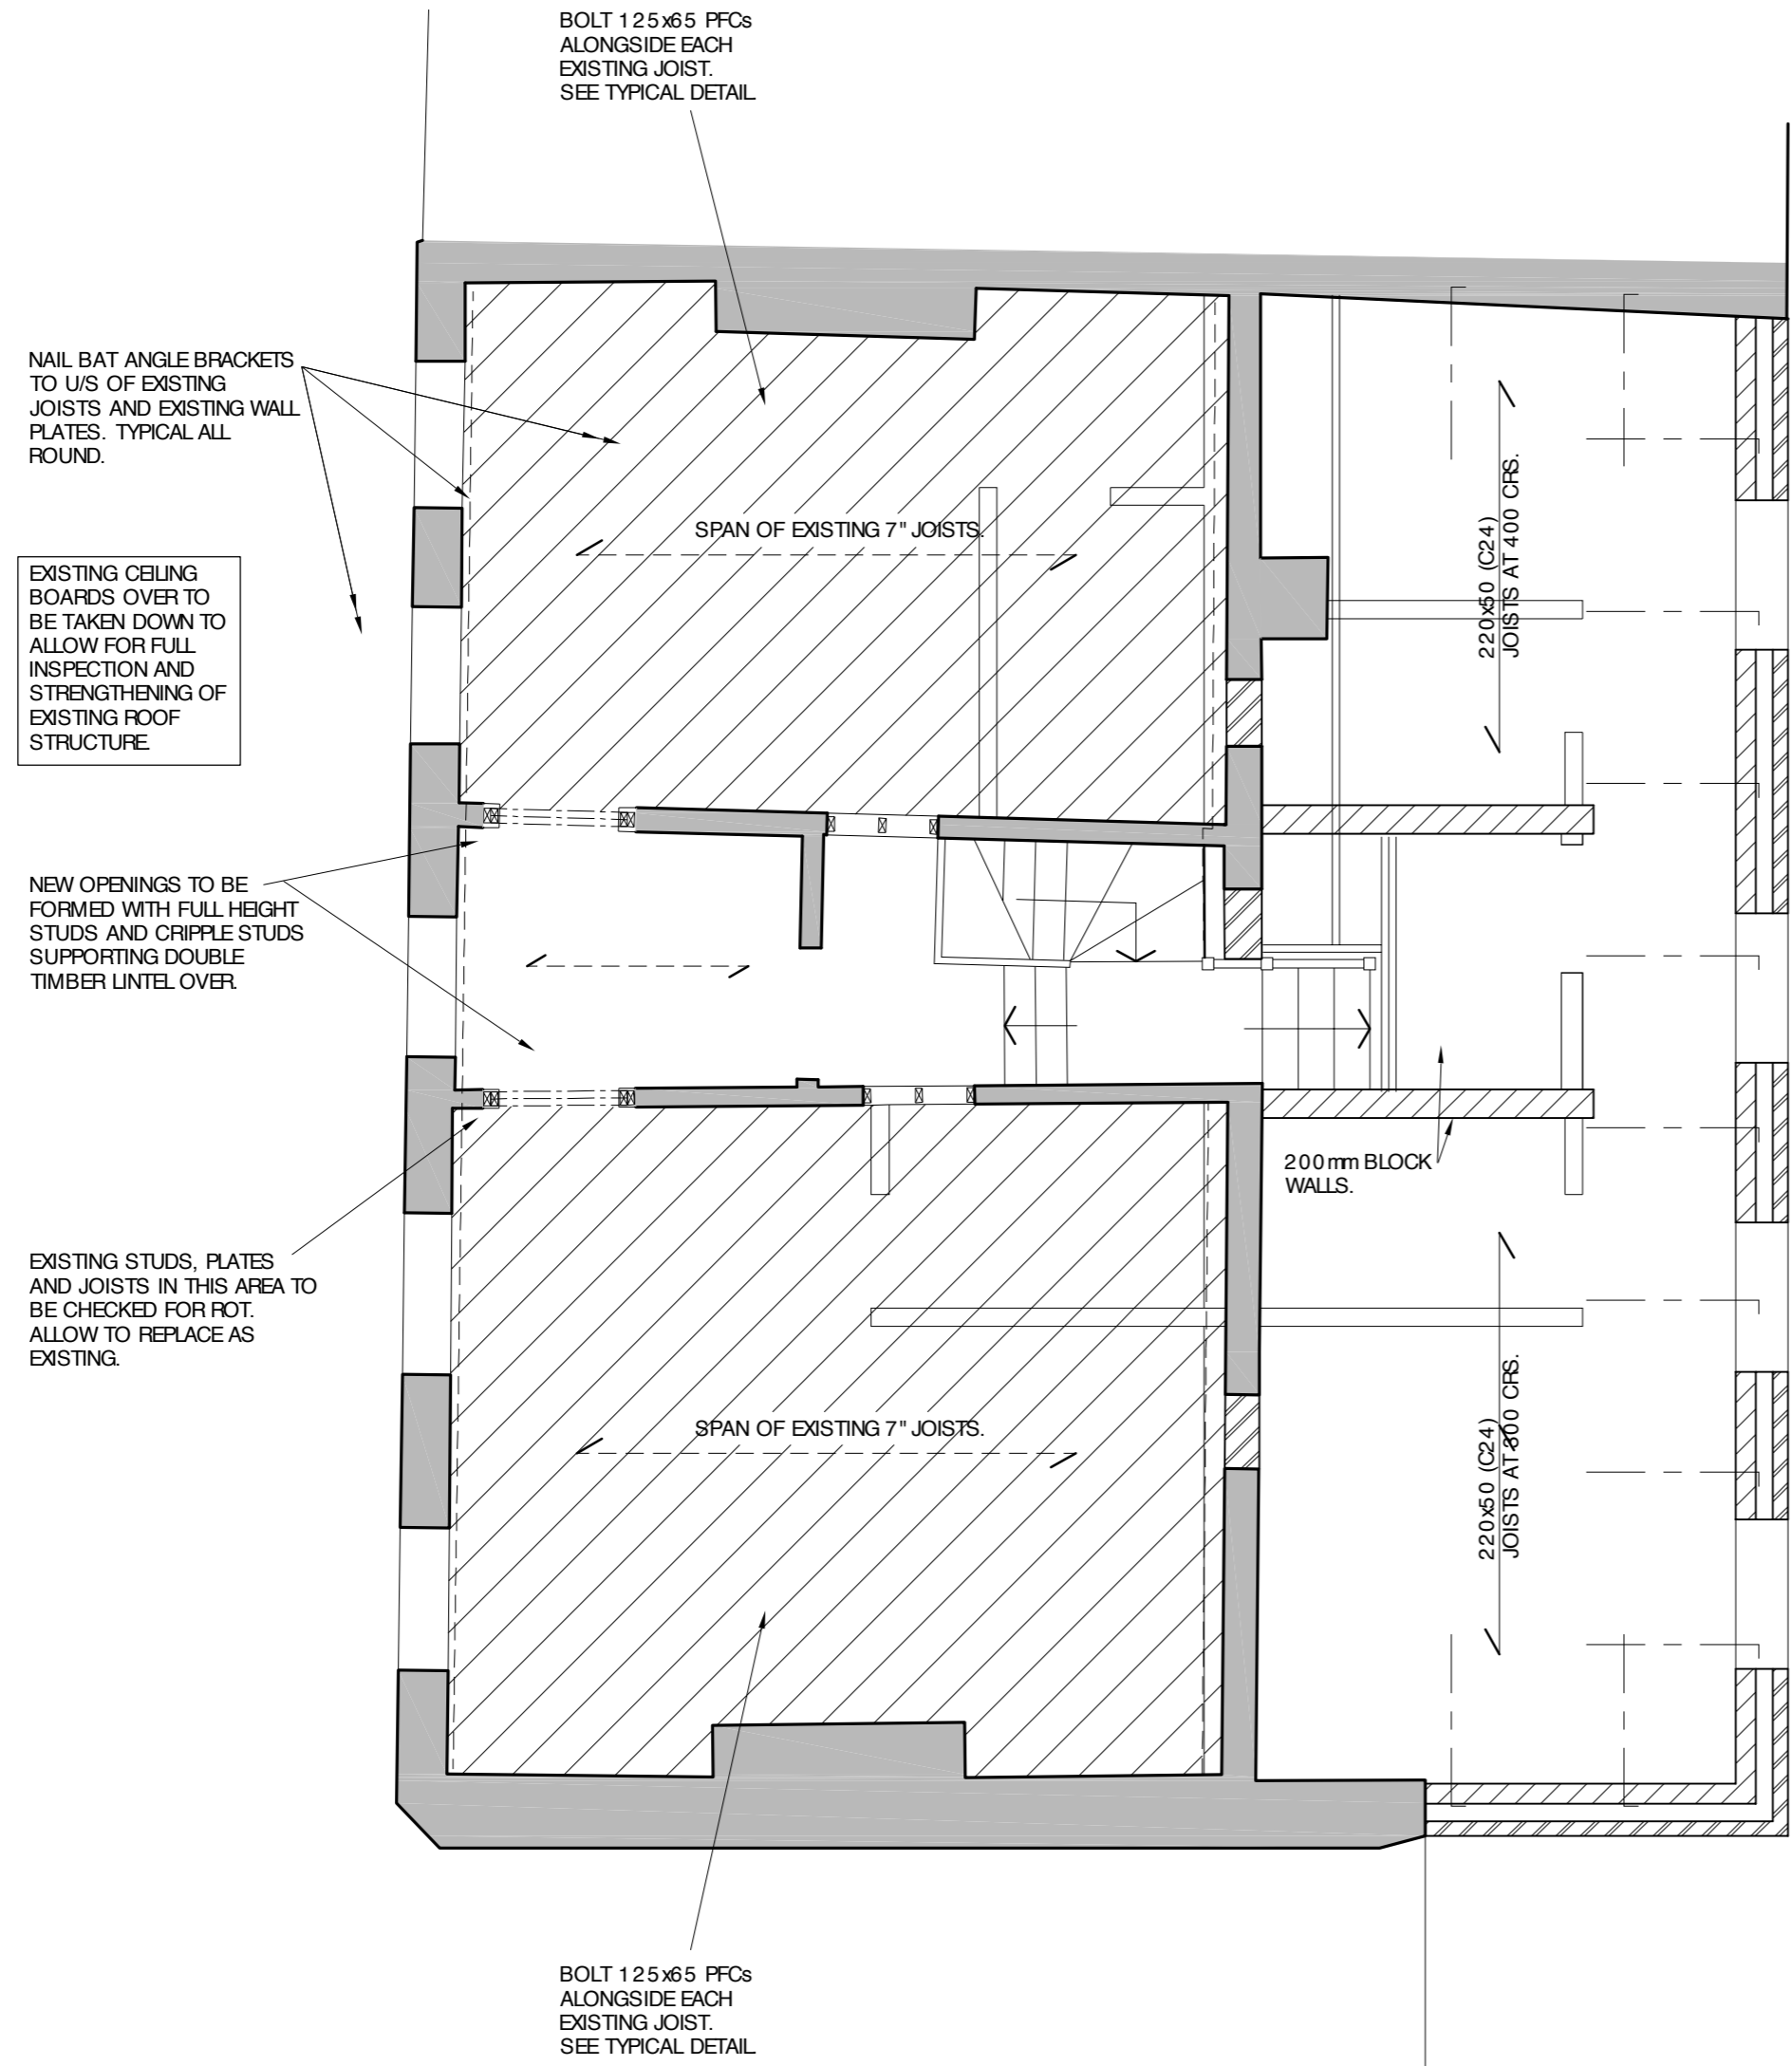 BOLT 125x65 PFCs
ALONGSIDE EACH
EXISTING JOIST.
SEE TYPICAL DETAIL
NAIL BAT ANGLE BRACKETS
TO U/S OF EXISTING
JOISTS AND EXISTING WALL
PLATES. TYPICAL ALL
ROUND.
SPAN OF EXISTING 7" JOISTS.
220x50 (C24)
JOISTS AT 400 CRS.
EXISTING CEILING
BOARDS OVER TO
BE TAKEN DOWN TO
ALLOW FOR FULL
INSPECTION AND
STRENGTHENING OF
EXISTING ROOF
STRUCTURE.
NEW OPENINGS TO BE
FORMED WITH FULL HEIGHT
STUDS AND CRIPPLE STUDS
SUPPORTING DOUBLE
TIMBER LINTEL OVER.
200mm BLOCK
WALLS.
EXISTING STUDS, PLATES
AND JOISTS IN THIS AREA TO
BE CHECKED FOR ROT.
ALLOW TO REPLACE AS
EXISTING.
SPAN OF EXISTING 7" JOISTS.
220x50 (C24)
JOISTS AT 300 CRS.
BOLT 125x65 PFCs
ALONGSIDE EACH
EXISTING JOIST.
SEE TYPICAL DETAIL